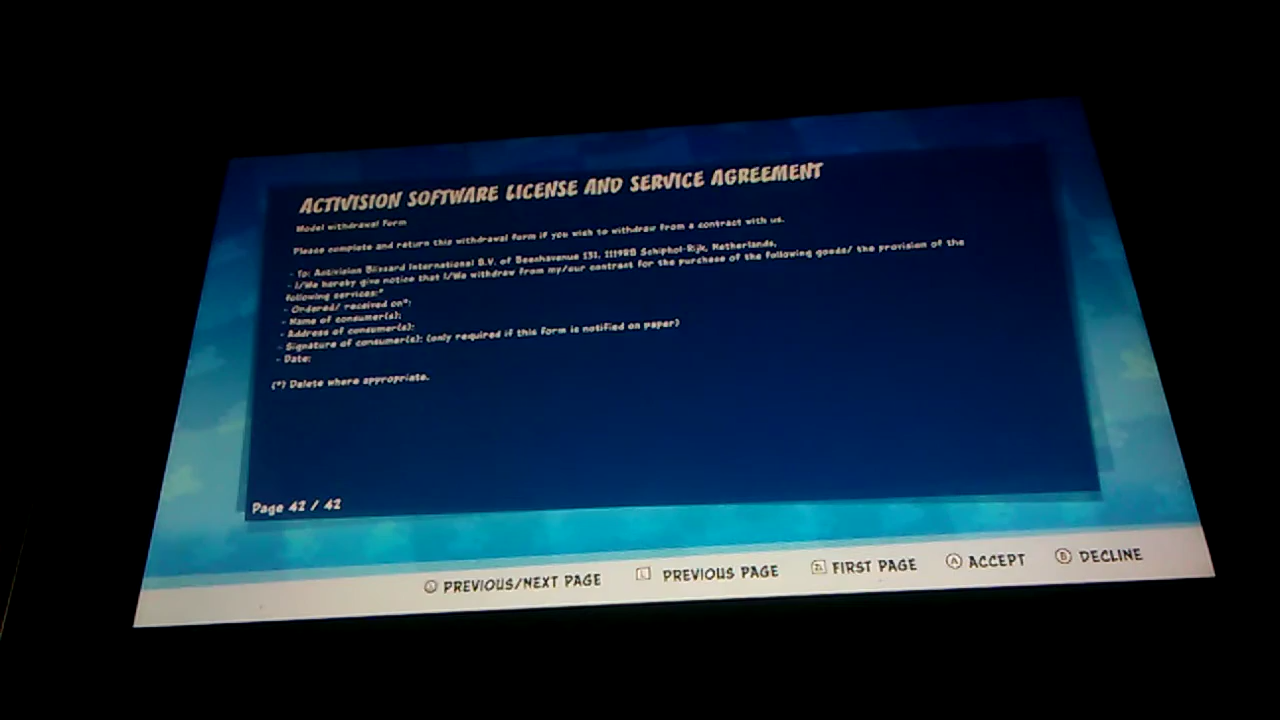 ACTIVISION SOFTWARE LICENSE AND SERVICE AGREEMENT
Model withdrawal form
Please complete and return this withdrawal form if you wish to withdraw from a contract with us.
- To: Activision Blizzard International B.V. of Beechavenue 131, 1119RB Schiphol-Rijk, Netherlands.
- I/We hereby give notice that I/We withdraw from my/our contract for the purchase of the following goods/ the provision of the
following services:*
- Ordered/ received on*:
- Name of consumer(s):
- Address of consumer(s):
- Signature of consumer(s): (only required if this form is notified on paper)
- Date:
(*) Delete where appropriate.
Page 42 / 42
L PREVIOUS/NEXT PAGE L PREVIOUS PAGE ZL FIRST PAGE A ACCEPT B DECLINE